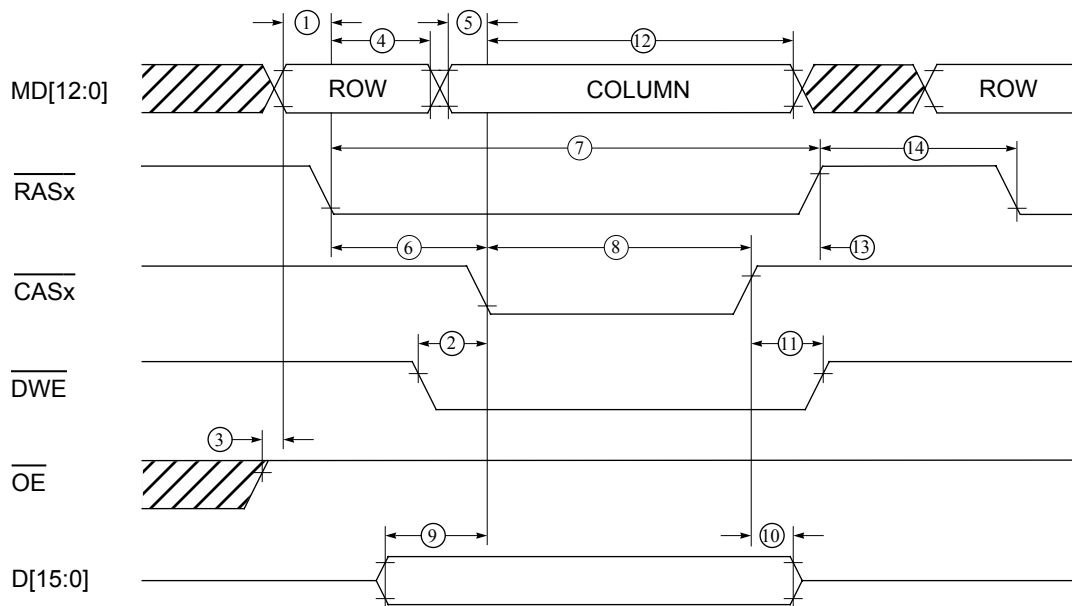 ① ⑤
④ ⑫
MD[12:0] ROW COLUMN ROW
⑦ ⑭
RASx
⑥ ⑧ ⑬
CASx
② ⑪
DWE
③
OE
⑨ ⑩
D[15:0]